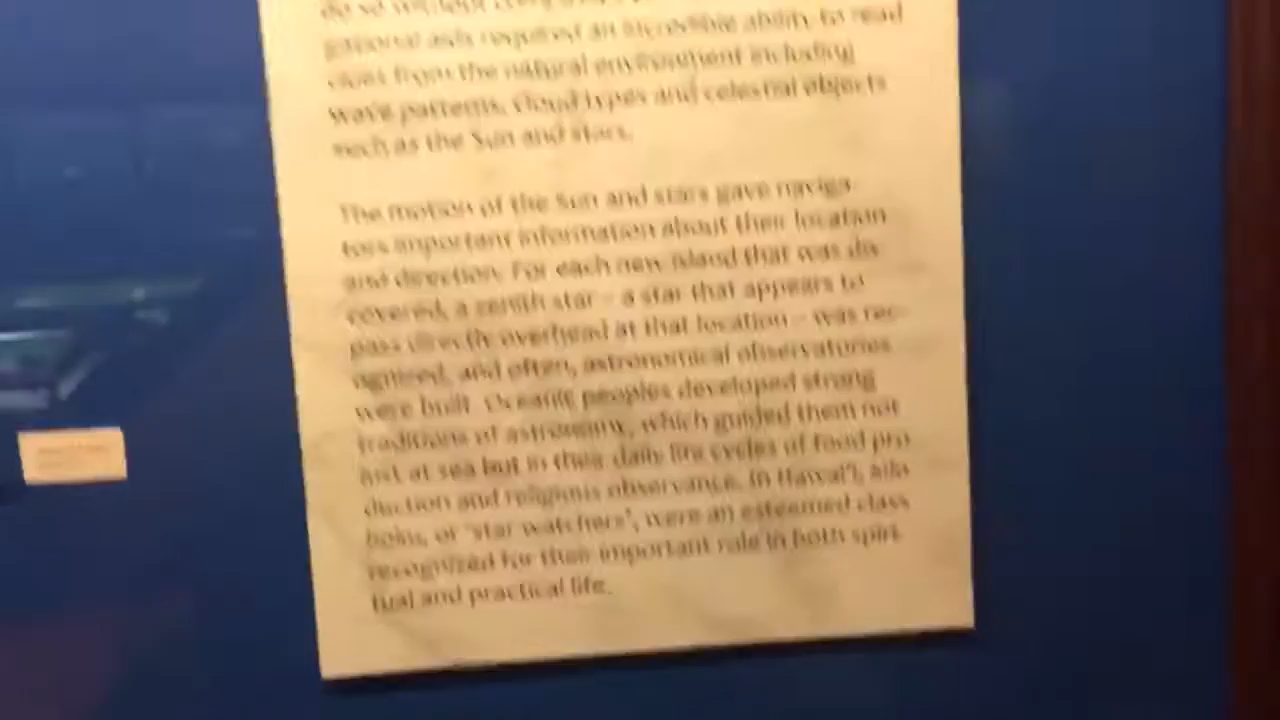 gational aids required an incredible ability to read
clues from the natural environment including
wave patterns, cloud types and celestial objects
such as the Sun and stars.
The motion of the Sun and stars gave naviga-
tors important information about their location
and direction. For each new island that was dis-
covered, a zenith star – a star that appears to
pass directly overhead at that location – was rec-
ognized, and often, astronomical observatories
were built. Oceanic peoples developed strong
traditions of astronomy, which guided them not
just at sea but in their daily life cycles of food pro-
duction and religious observance. In Hawai'i, kilo
hoku, or 'star watchers', were an esteemed class
recognized for their important role in both spiri-
tual and practical life.